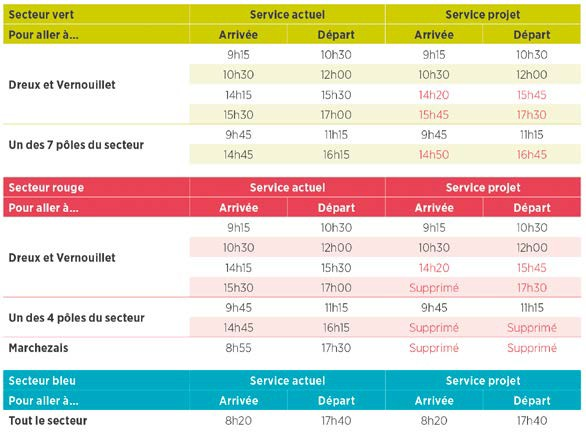 Secteur vert Service actuel Service projet
Pour aller à... Arrivée Départ Arrivée Départ
9h15 10h30 9h15 10h30
10h30 12h00 10h30 12h00
Dreux et Vernouillet
14h15 15h30 14h20 15h45
15h30 17h00 15h45 17h30
9h45 11h15 9h45 11h15
Un des 7 pôles du secteur
14h45 16h15 14h50 16h45
Secteur rouge Service actuel Service projet
Pour aller à... Arrivée Départ Arrivée Départ
9h15 10h30 9h15 10h30
10h30 12h00 10h30 12h00
Dreux et Vernouillet
14h15 15h30 14h20 15h45
15h30 17h00 Supprimé 17h30
9h45 11h15 9h45 11h15
Un des 4 pôles du secteur
14h45 16h15 Supprimé Supprimé
Marchezais 8h55 17h30 Supprimé Supprimé
Secteur bleu Service actuel Service projet
Pour aller à... Arrivée Départ Arrivée Départ
Tout le secteur 8h20 17h40 8h20 17h40